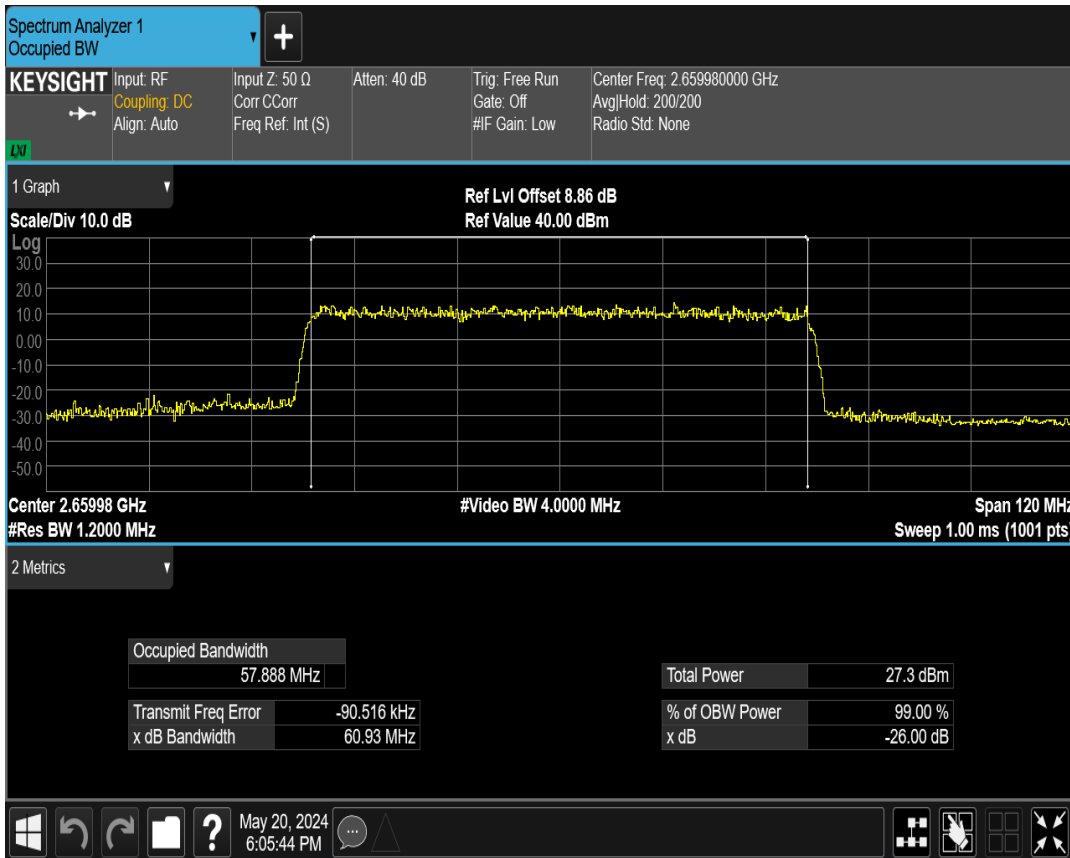 Spectrum Analyzer 1
Occupied BW
KEYSIGHT
LXI
Input: RF
Coupling: DC
Align: Auto
Input Z: 50 Ω
Corr CCorr
Freq Ref: Int (S)
Atten: 40 dB
Trig: Free Run
Gate: Off
#IF Gain: Low
Center Freq: 2.659980000 GHz
Avg|Hold: 200/200
Radio Std: None
1 Graph
Scale/Div 10.0 dB
Ref Lvl Offset 8.86 dB
Ref Value 40.00 dBm
Log
30.0
20.0
10.0
0.00
-10.0
-20.0
-30.0
-40.0
-50.0
Center 2.65998 GHz
#Res BW 1.2000 MHz
#Video BW 4.0000 MHz
Span 120 MHz
Sweep 1.00 ms (1001 pts)
2 Metrics
Occupied Bandwidth
57.888 MHz
Transmit Freq Error -90.516 kHz
x dB Bandwidth 60.93 MHz
Total Power 27.3 dBm
% of OBW Power 99.00 %
x dB -26.00 dB
May 20, 2024
6:05:44 PM